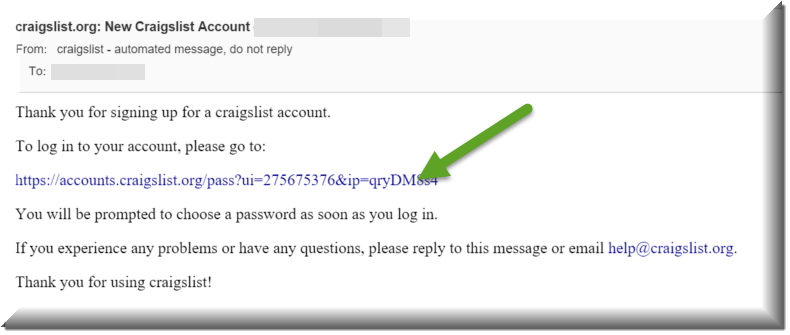 craigslist.org: New Craigslist Account
From: craigslist - automated message, do not reply
To:
Thank you for signing up for a craigslist account.
To log in to your account, please go to:
https://accounts.craigslist.org/pass?ui=275675376&ip=qryDM8s4
You will be prompted to choose a password as soon as you log in.
If you experience any problems or have any questions, please reply to this message or email help@craigslist.org.
Thank you for using craigslist!